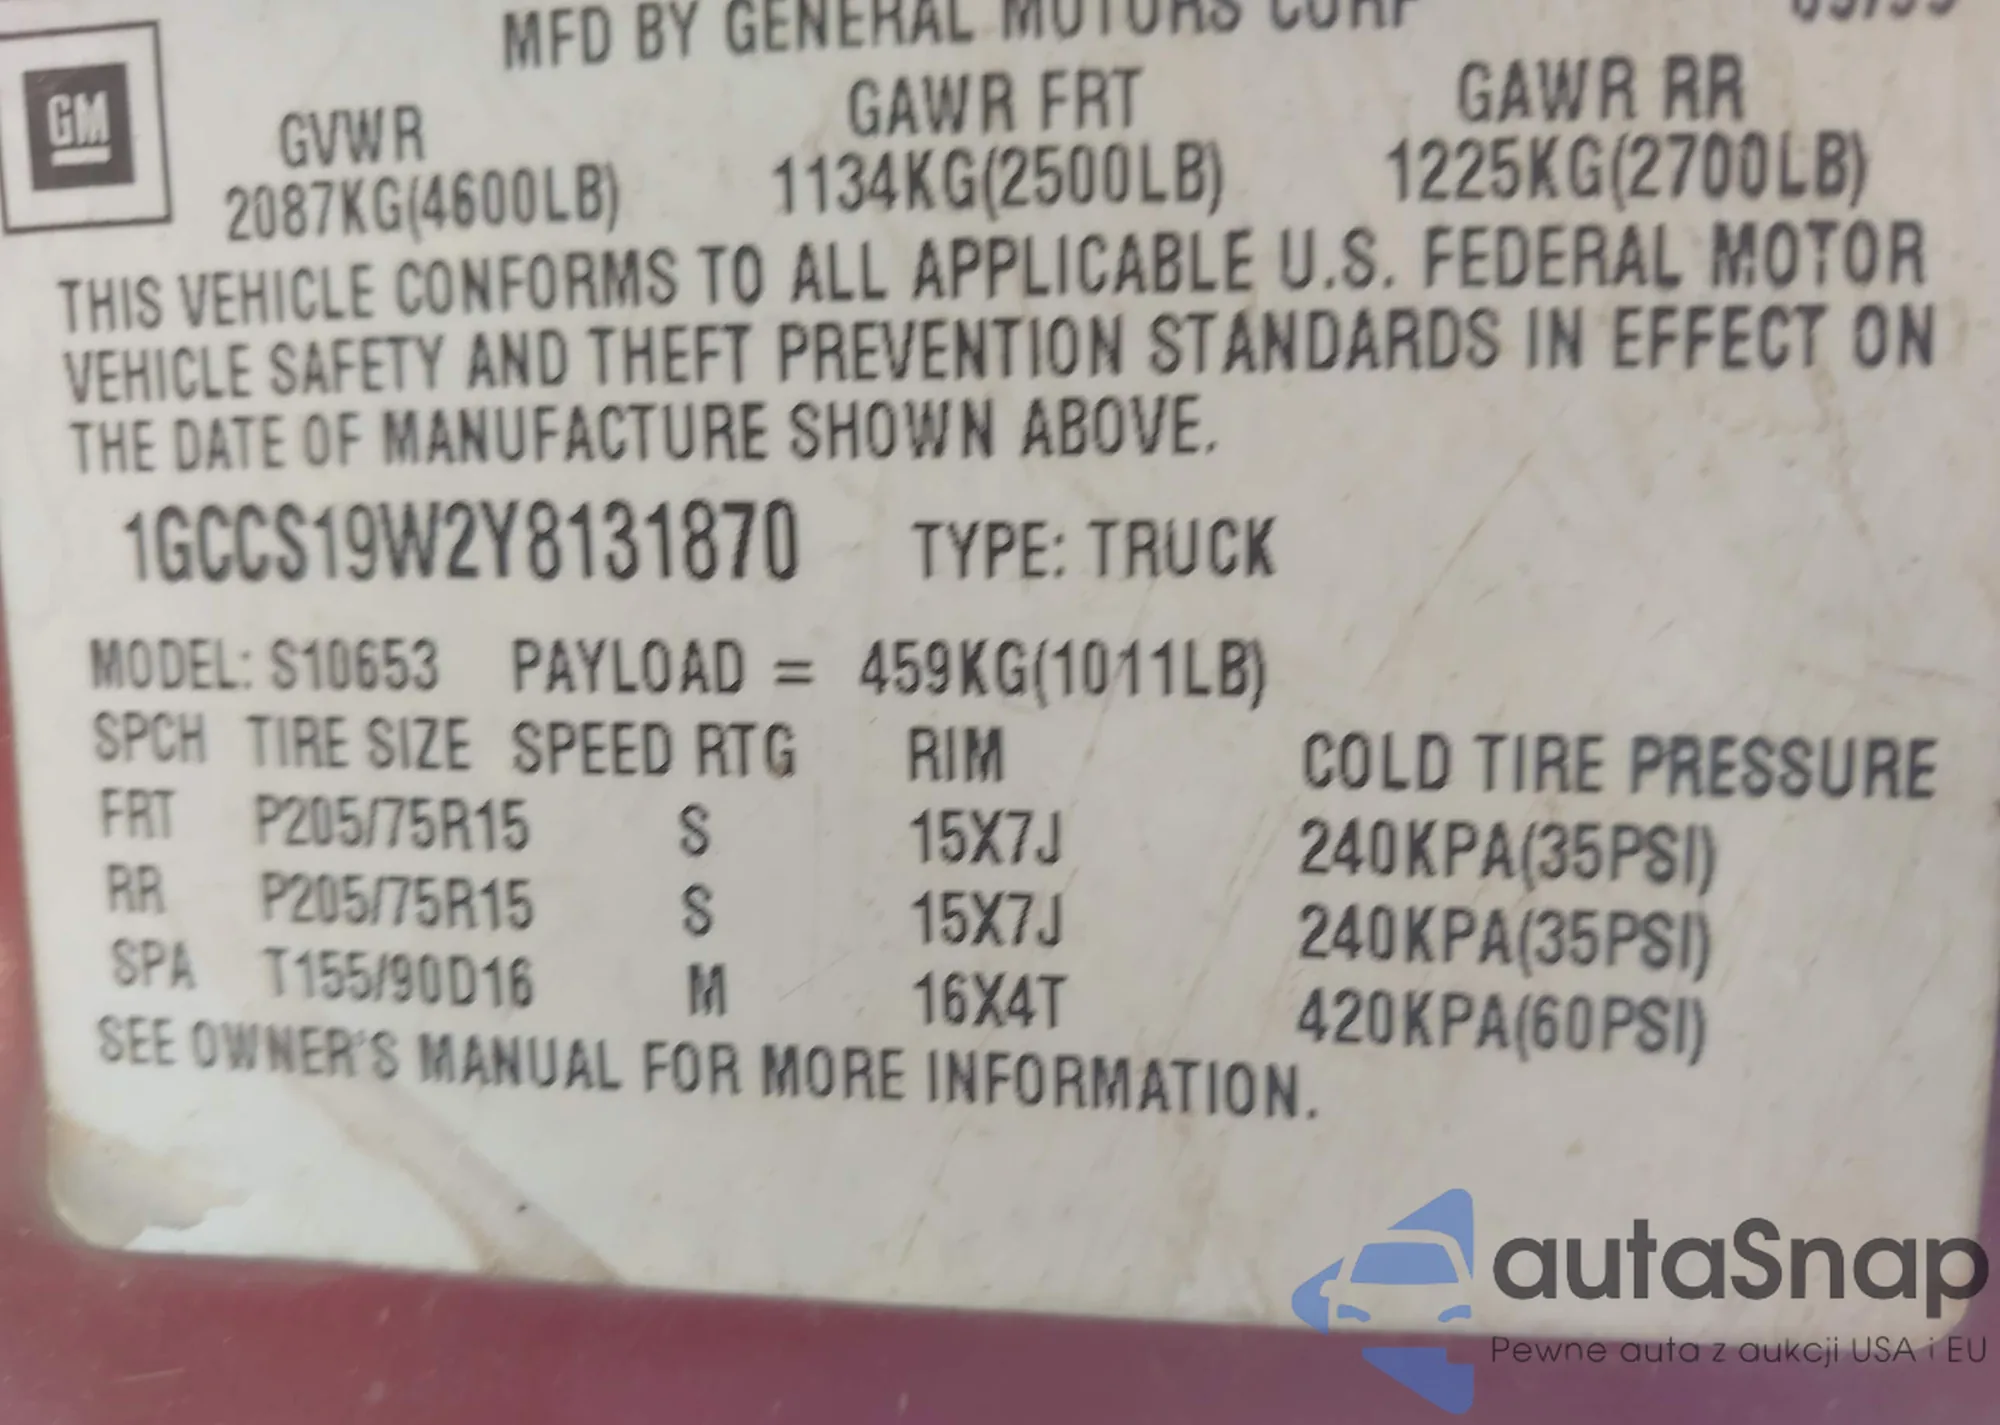 MFD BY GENERAL MOTORS CORP
GM
GVWR GAWR FRT GAWR RR
2087KG(4600LB) 1134KG(2500LB) 1225KG(2700LB)
THIS VEHICLE CONFORMS TO ALL APPLICABLE U.S. FEDERAL MOTOR
VEHICLE SAFETY AND THEFT PREVENTION STANDARDS IN EFFECT ON
THE DATE OF MANUFACTURE SHOWN ABOVE.
1GCCS19W2Y8131870 TYPE: TRUCK
MODEL: S10653 PAYLOAD = 459KG(1011LB)
SPCH TIRE SIZE SPEED RTG RIM COLD TIRE PRESSURE
FRT P205/75R15 S 15X7J 240KPA(35PSI)
RR P205/75R15 S 15X7J 240KPA(35PSI)
SPA T155/90D16 M 16X4T 420KPA(60PSI)
SEE OWNER'S MANUAL FOR MORE INFORMATION.
autaSnap
Pewne auta z aukcji USA i EU